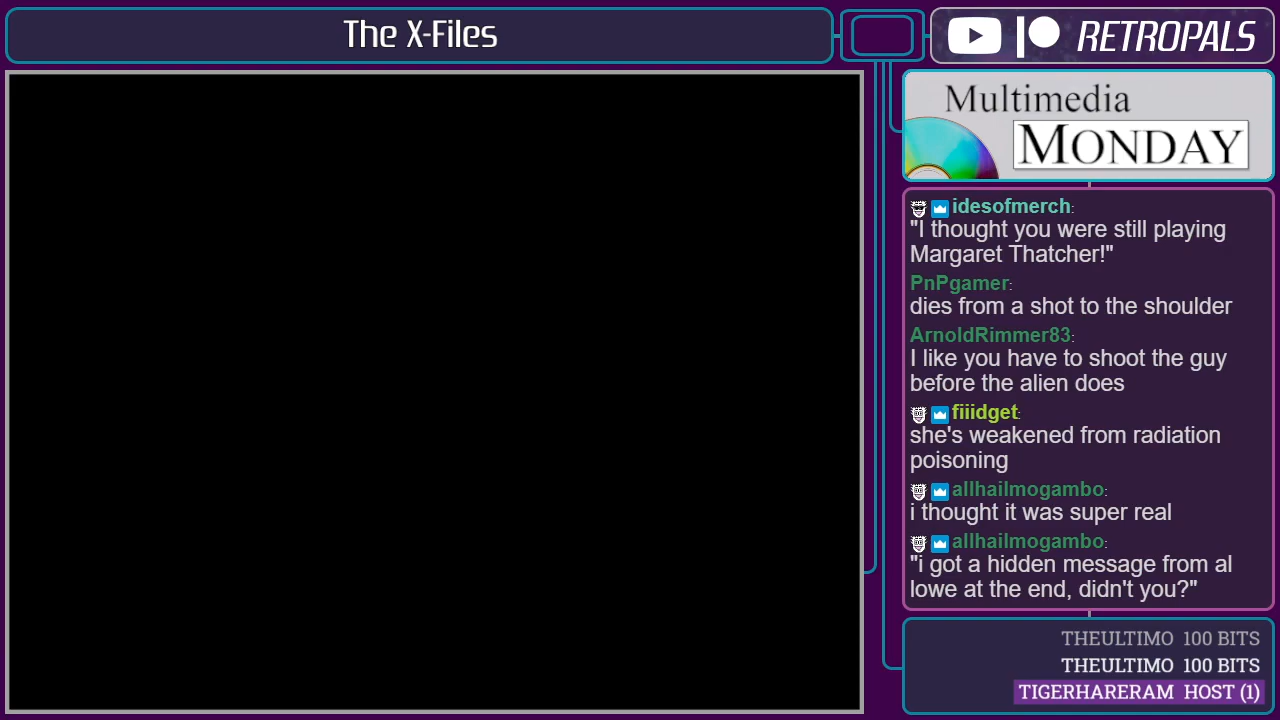 The X-Files
RETROPALS
Multimedia
MONDAY
idesofmerch:
"I thought you were still playing
Margaret Thatcher!"
PnPgamer:
dies from a shot to the shoulder
ArnoldRimmer83:
I like you have to shoot the guy
before the alien does
fiiidget:
she's weakened from radiation
poisoning
allhailmogambo:
i thought it was super real
allhailmogambo:
"i got a hidden message from al
lowe at the end, didn't you?"
THEULTIMO 100 BITS
THEULTIMO 100 BITS
TIGERHARERAM HOST (1)